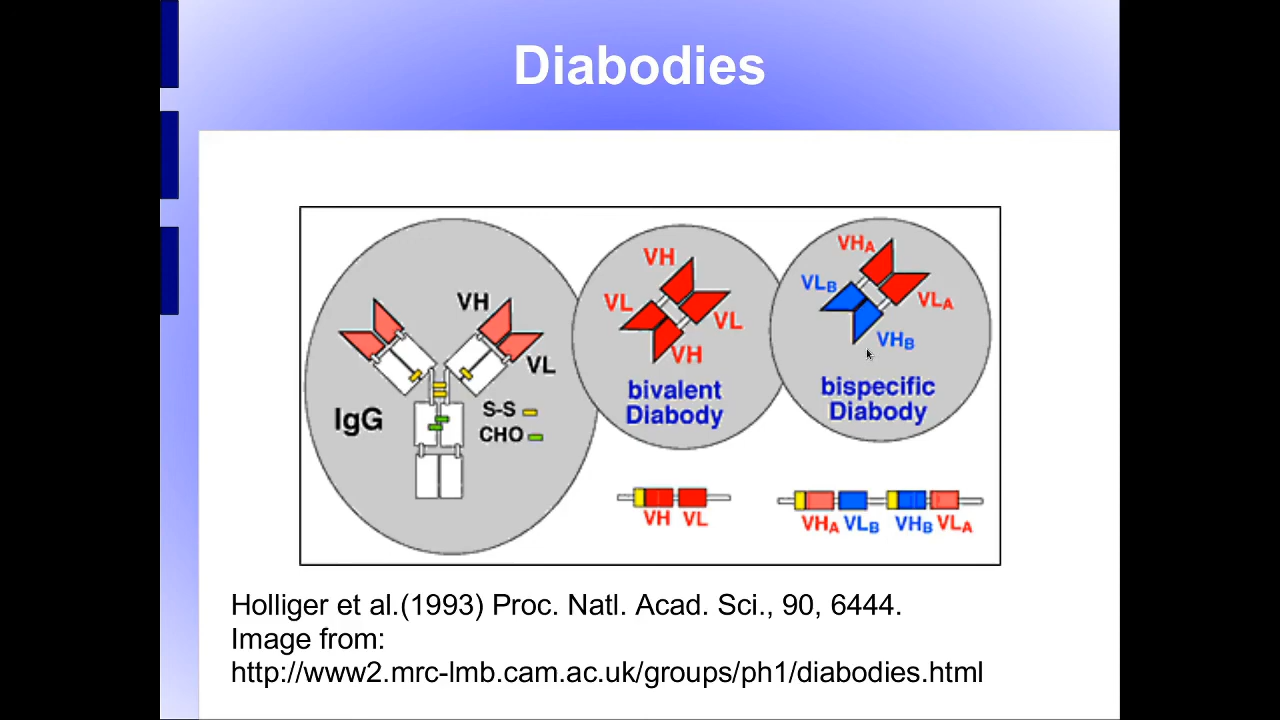 Diabodies
VH
VL
IgG
S-S
CHO
VH
VL
VL
VH
bivalent
Diabody
VHA
VLB
VLA
VHB
bispecific
Diabody
VH VL
VHA VLB VHB VLA
Holliger et al.(1993) Proc. Natl. Acad. Sci., 90, 6444.
Image from:
http://www2.mrc-lmb.cam.ac.uk/groups/ph1/diabodies.html